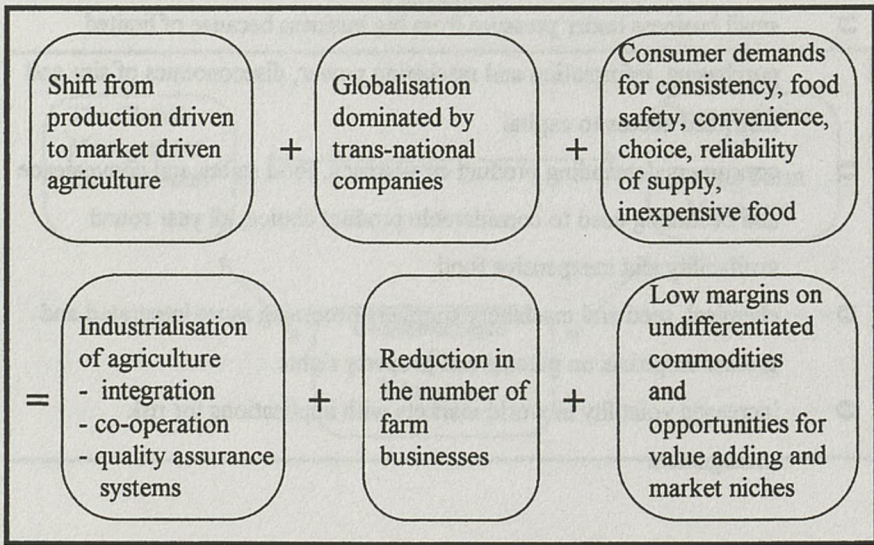 Shift from
production driven
to market driven
agriculture
+
Globalisation
dominated by
trans-national
companies
+
Consumer demands
for consistency, food
safety, convenience,
choice, reliability
of supply,
inexpensive food
=
Industrialisation
of agriculture
- integration
- co-operation
- quality assurance
systems
+
Reduction in
the number of
farm
businesses
+
Low margins on
undifferentiated
commodities
and
opportunities for
value adding and
market niches